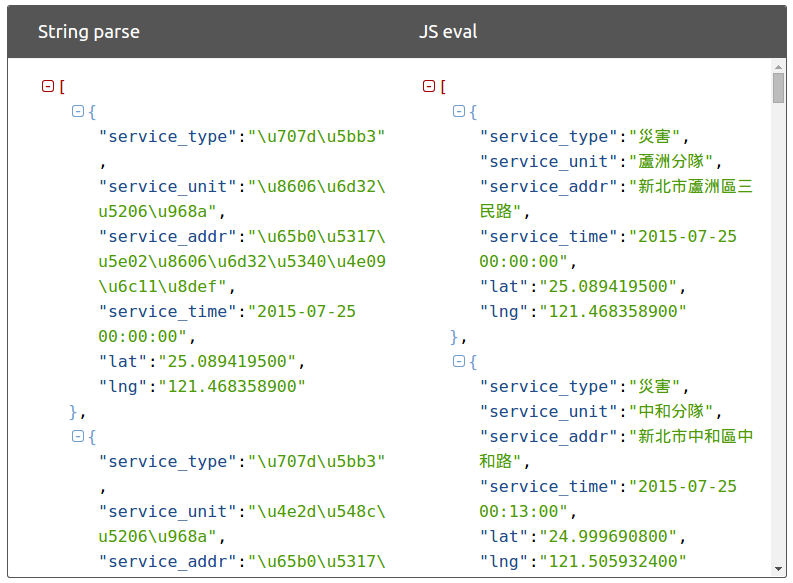 String parse
JS eval
[
{
"service_type":"\u707d\u5bb3"
,
"service_unit":"\u8606\u6d32\
u5206\u968a",
"service_addr":"\u65b0\u5317\
u5e02\u8606\u6d32\u5340\u4e09
\u6c11\u8def",
"service_time":"2015-07-25
00:00:00",
"lat":"25.089419500",
"lng":"121.468358900"
},
{
"service_type":"\u707d\u5bb3"
,
"service_unit":"\u4e2d\u548c\
u5206\u968a",
"service_addr":"\u65b0\u5317\
[
{
"service_type":"災害",
"service_unit":"蘆洲分隊",
"service_addr":"新北市蘆洲區三
民路",
"service_time":"2015-07-25
00:00:00",
"lat":"25.089419500",
"lng":"121.468358900"
},
{
"service_type":"災害",
"service_unit":"中和分隊",
"service_addr":"新北市中和區中
和路",
"service_time":"2015-07-25
00:13:00",
"lat":"24.999690800",
"lng":"121.505932400"